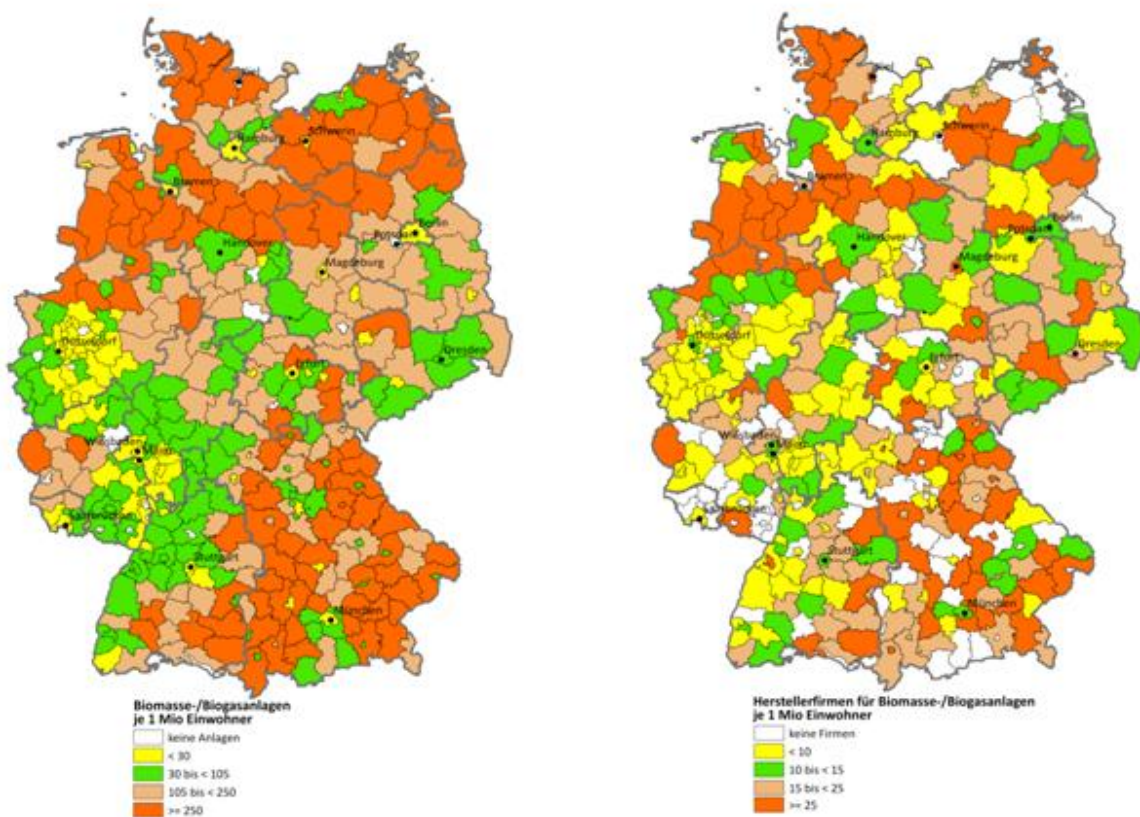 Kiel
Schwerin
Hamburg
Bremen
Berlin
Potsdam
Hannover
Magdeburg
Düsseldorf
Erfurt
Dresden
Wiesbaden
Mainz
Saarbrücken
Stuttgart
München
Biomasse-/Biogasanlagen
je 1 Mio Einwohner
keine Anlagen
< 30
30 bis < 105
105 bis < 250
>= 250
Kiel
Schwerin
Hamburg
Bremen
Berlin
Potsdam
Hannover
Magdeburg
Düsseldorf
Erfurt
Dresden
Wiesbaden
Mainz
Saarbrücken
Stuttgart
München
Herstellerfirmen für Biomasse-/Biogasanlagen
je 1 Mio Einwohner
keine Firmen
< 10
10 bis < 15
15 bis < 25
>= 25